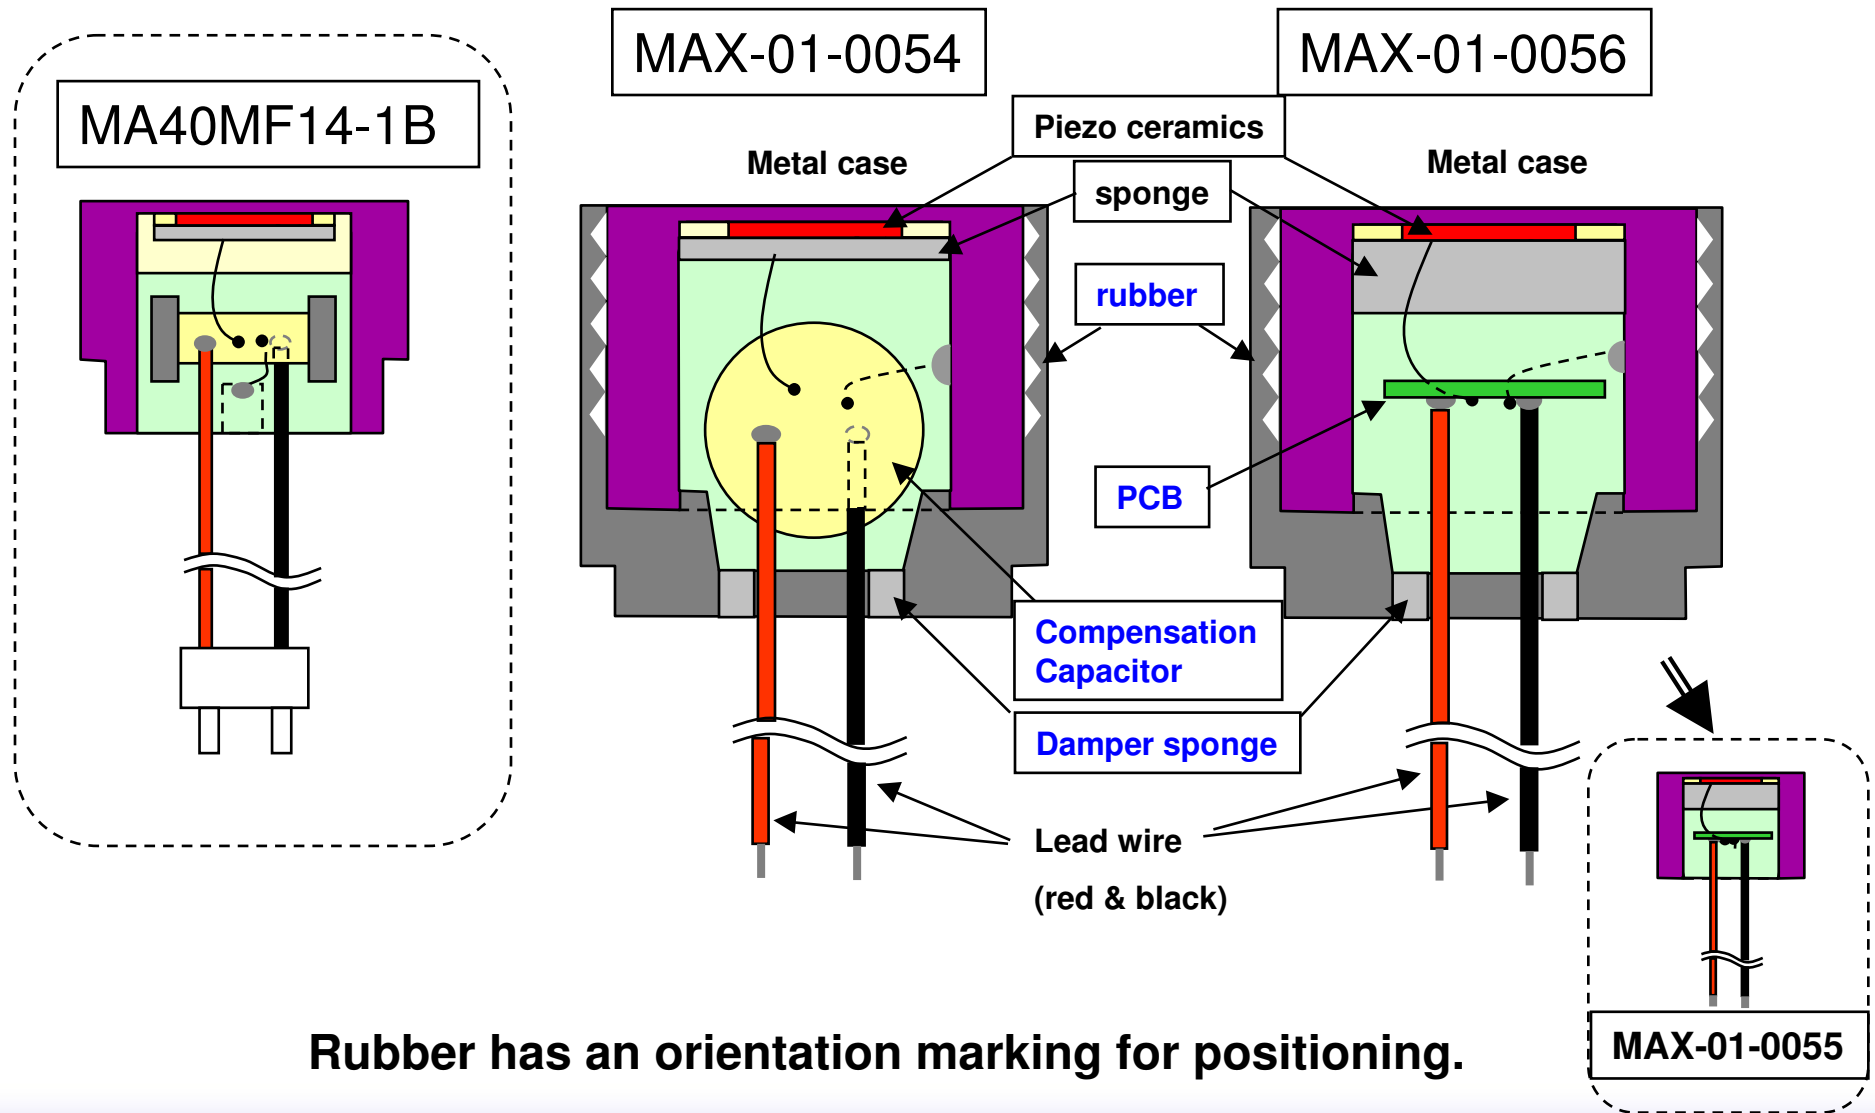 MAX-01-0054
MAX-01-0056
MA40MF14-1B
Piezo ceramics
Metal case
Metal case
sponge
rubber
PCB
Compensation
Capacitor
Damper sponge
Lead wire
(red & black)
Rubber has an orientation marking for positioning.
MAX-01-0055